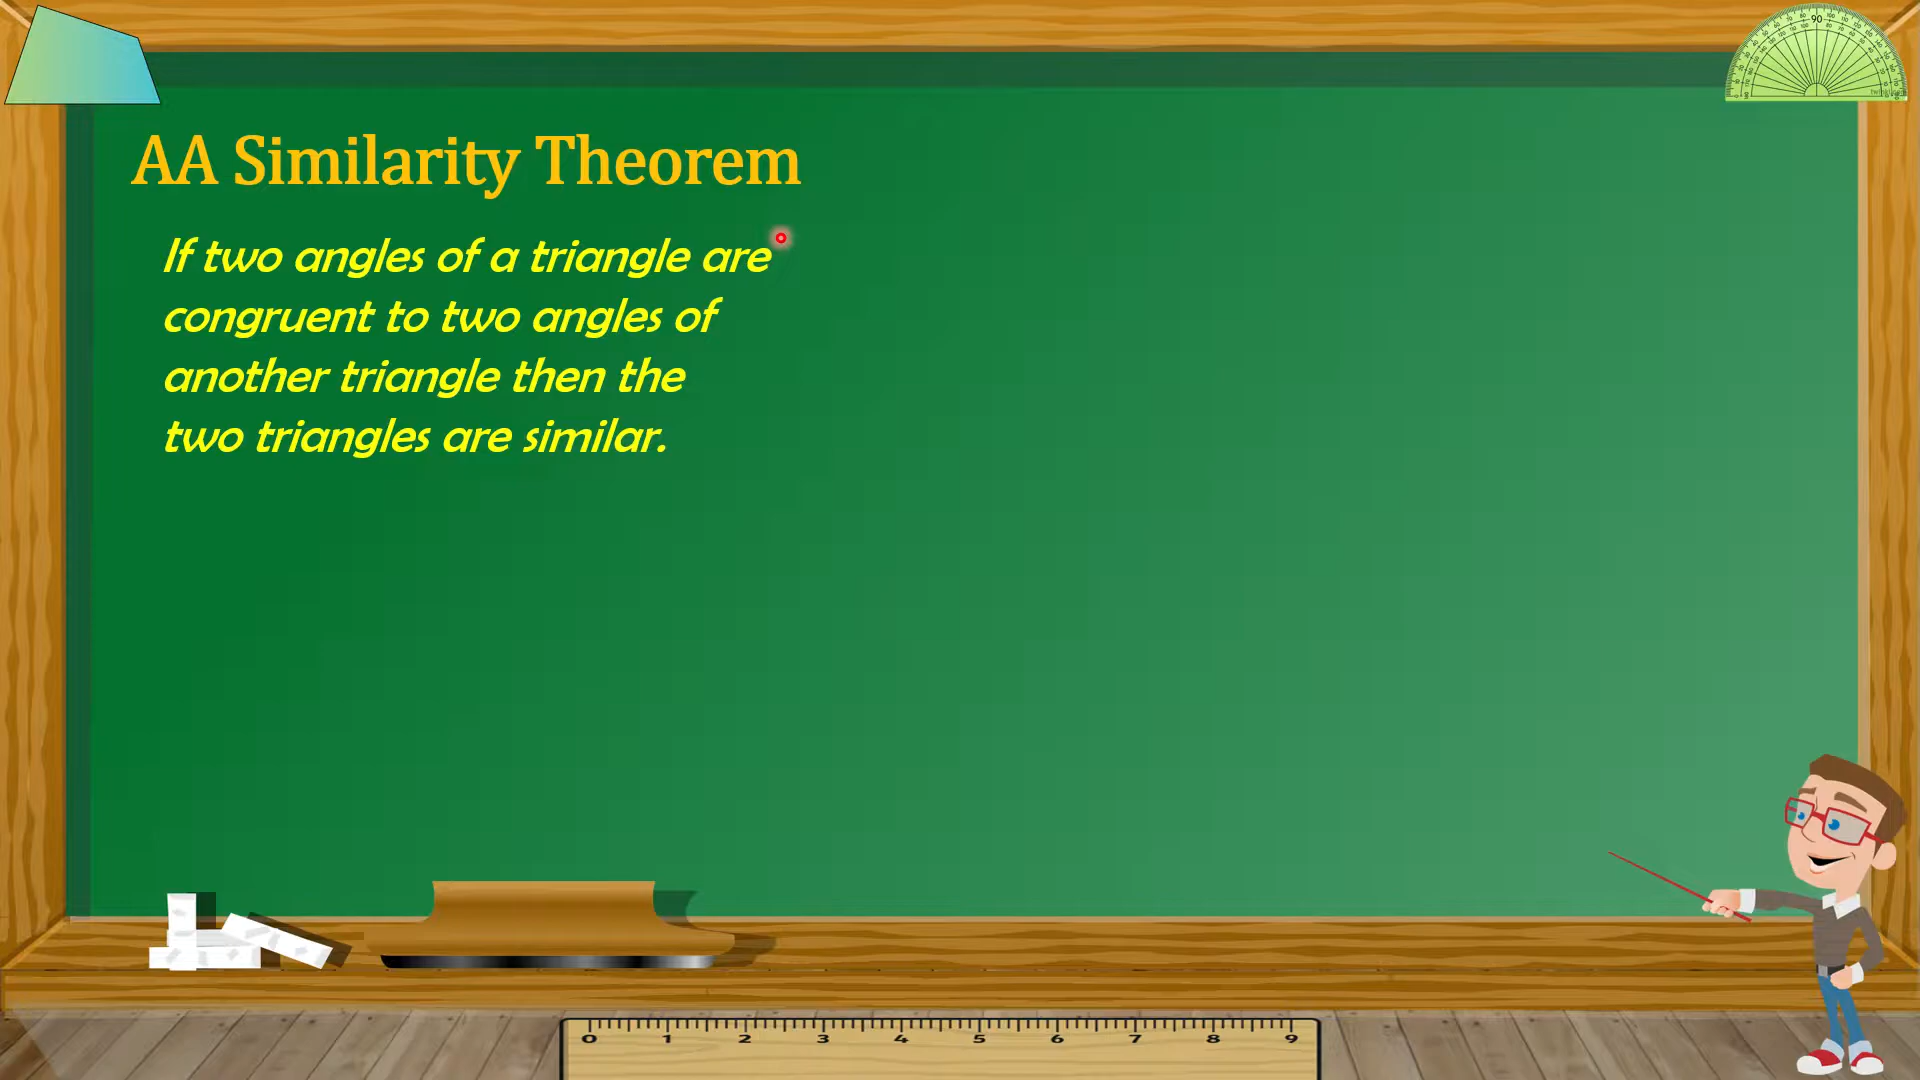 AA Similarity Theorem
If two angles of a triangle are
congruent to two angles of
another triangle then the
two triangles are similar.
90
0 1 2 3 4 5 6 7 8 9